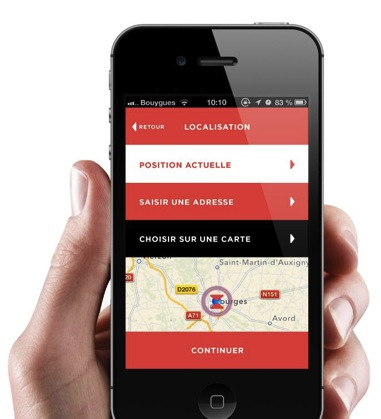 Bouygues 10:10 83 %
RETOUR LOCALISATION
POSITION ACTUELLE
SAISIR UNE ADRESSE
CHOISIR SUR UNE CARTE
Saint-Martin-d'Auxigny
20
D2076
N151
Bourges
A71
Avord
CONTINUER